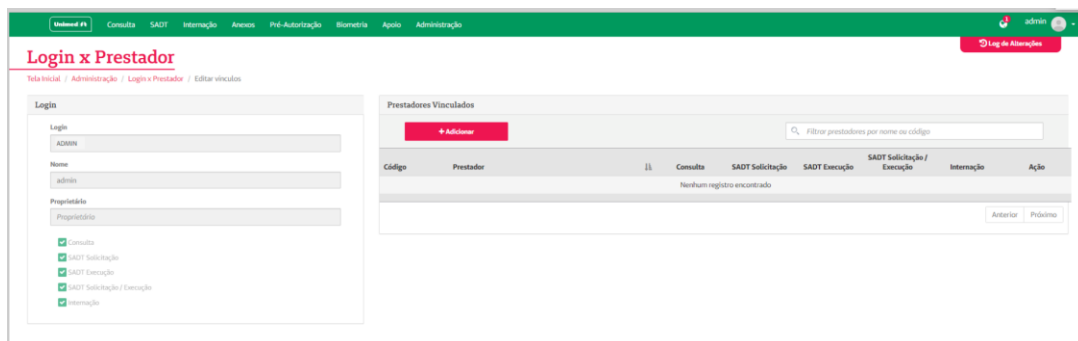 Unimed Consulta SADT Internação Anexos Pré-Autorização Biometria Apoio Administração admin
Log de Alterações
Login x Prestador
Tela Inicial / Administração / Login x Prestador / Editar vínculos
Login
Login
ADMIN
Nome
admin
Proprietário
Proprietário
Consulta
SADT Solicitação
SADT Execução
SADT Solicitação / Execução
Internação
Prestadores Vinculados
+ Adicionar
Filtrar prestadores por nome ou código
Código Prestador Consulta SADT Solicitação SADT Execução SADT Solicitação / Execução Internação Ação
Nenhum registro encontrado
Anterior Próximo